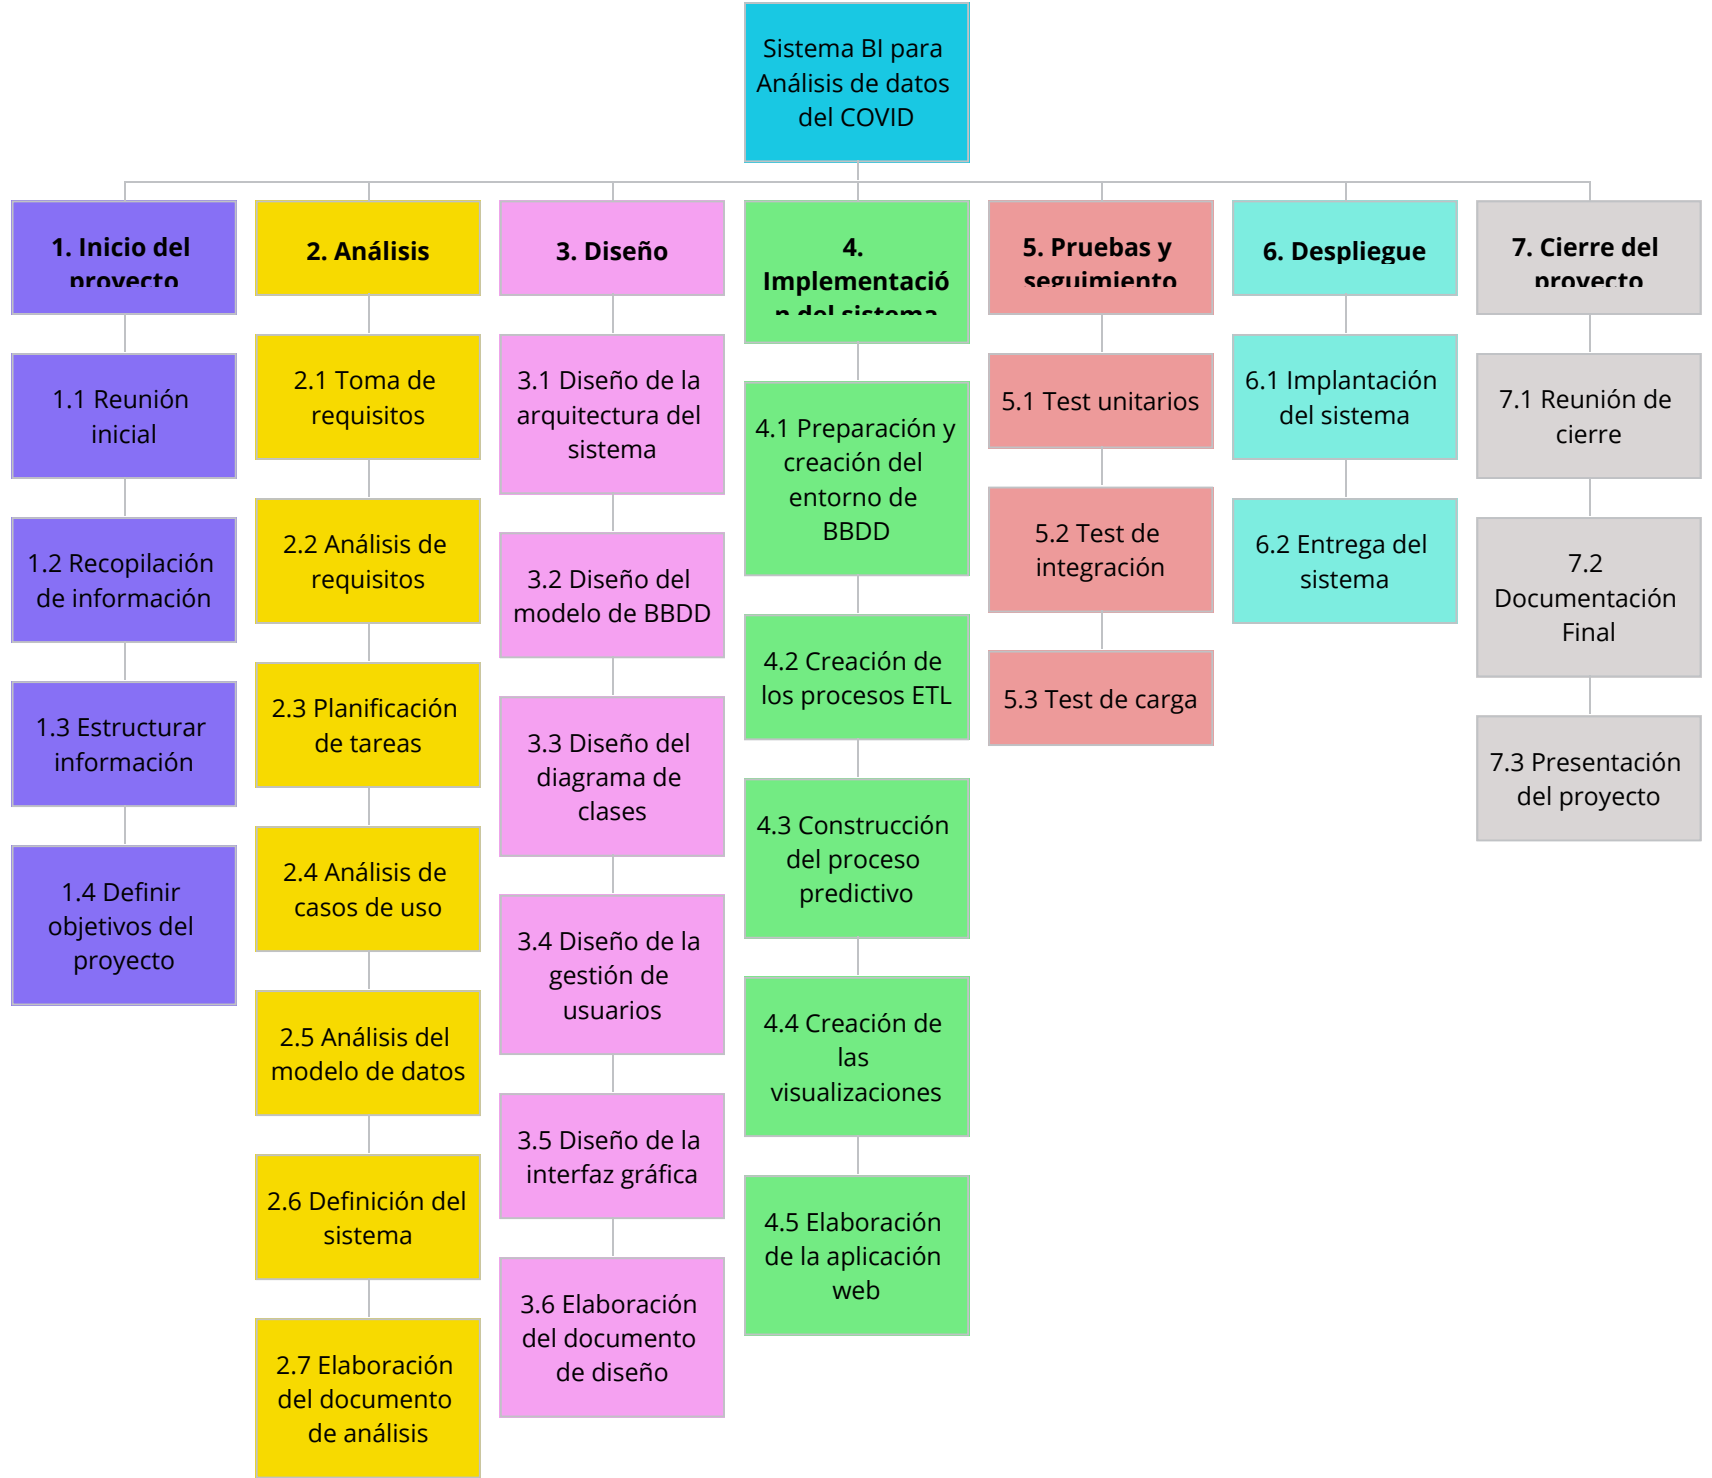 Sistema BI para
Análisis de datos
del COVID
1. Inicio del
proyecto
1.1 Reunión
inicial
1.2 Recopilación
de información
1.3 Estructurar
información
1.4 Definir
objetivos del
proyecto
2. Análisis
2.1 Toma de
requisitos
2.2 Análisis de
requisitos
2.3 Planificación
de tareas
2.4 Análisis de
casos de uso
2.5 Análisis del
modelo de datos
2.6 Definición del
sistema
2.7 Elaboración
del documento
de análisis
3. Diseño
3.1 Diseño de la
arquitectura del
sistema
3.2 Diseño del
modelo de BBDD
3.3 Diseño del
diagrama de
clases
3.4 Diseño de la
gestión de
usuarios
3.5 Diseño de la
interfaz gráfica
3.6 Elaboración
del documento
de diseño
4.
Implementació
n del sistema
4.1 Preparación y
creación del
entorno de
BBDD
4.2 Creación de
los procesos ETL
4.3 Construcción
del proceso
predictivo
4.4 Creación de
las
visualizaciones
4.5 Elaboración
de la aplicación
web
5. Pruebas y
seguimiento
5.1 Test unitarios
5.2 Test de
integración
5.3 Test de carga
6. Despliegue
6.1 Implantación
del sistema
6.2 Entrega del
sistema
7. Cierre del
proyecto
7.1 Reunión de
cierre
7.2
Documentación
Final
7.3 Presentación
del proyecto